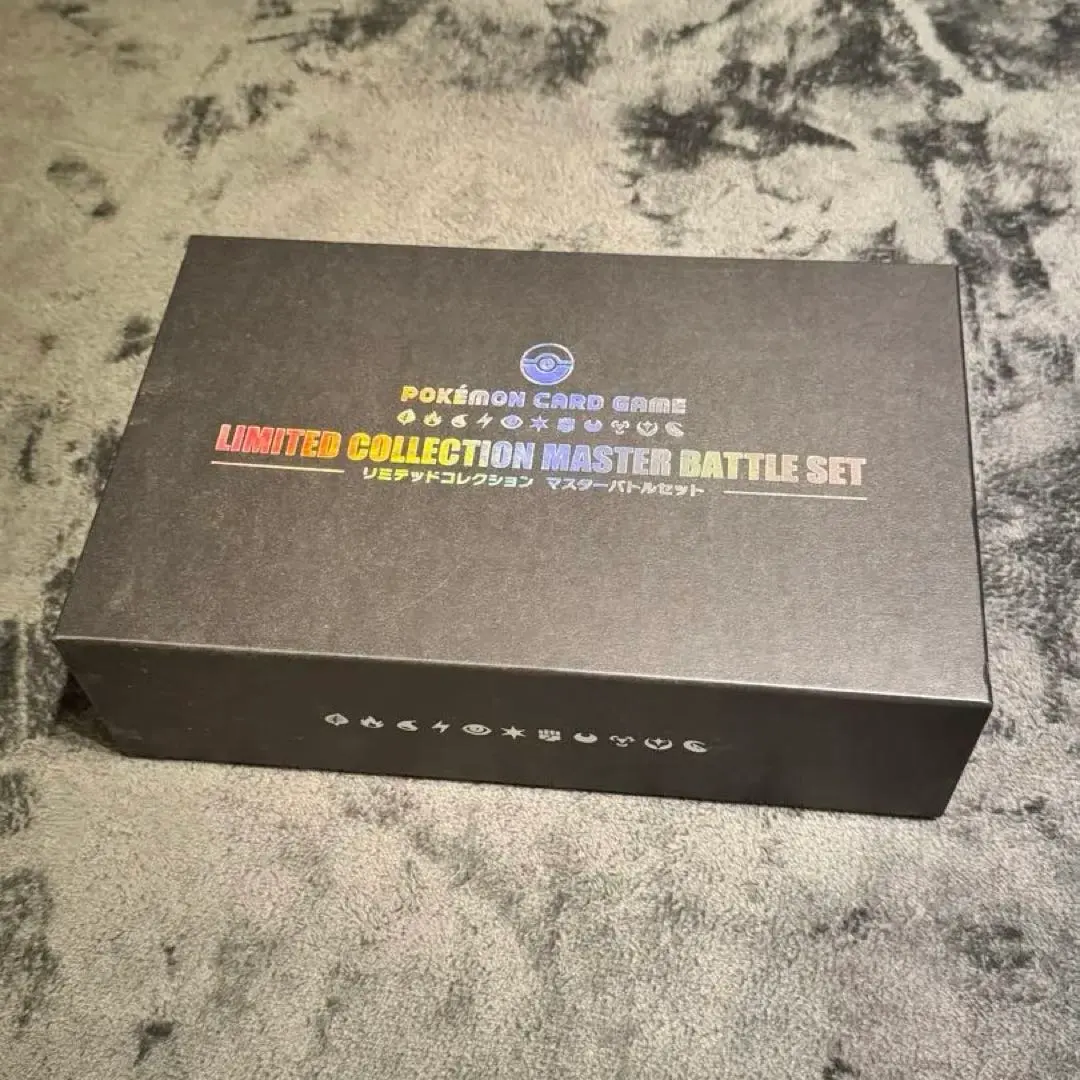 POKÉMON CARD GAME
LIMITED COLLECTION MASTER BATTLE SET
リミテッドコレクション マスターバトルセット